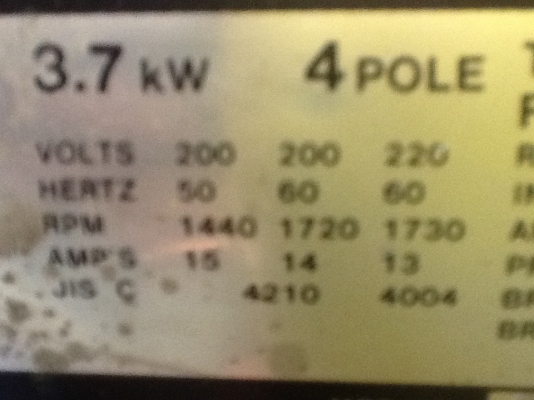 3.7 kW 4 POLE
VOLTS 200 200 220
HERTZ 50 60 60
RPM 1440 1720 1730
AMP'S 15 14 13
JIS C 4210 4004